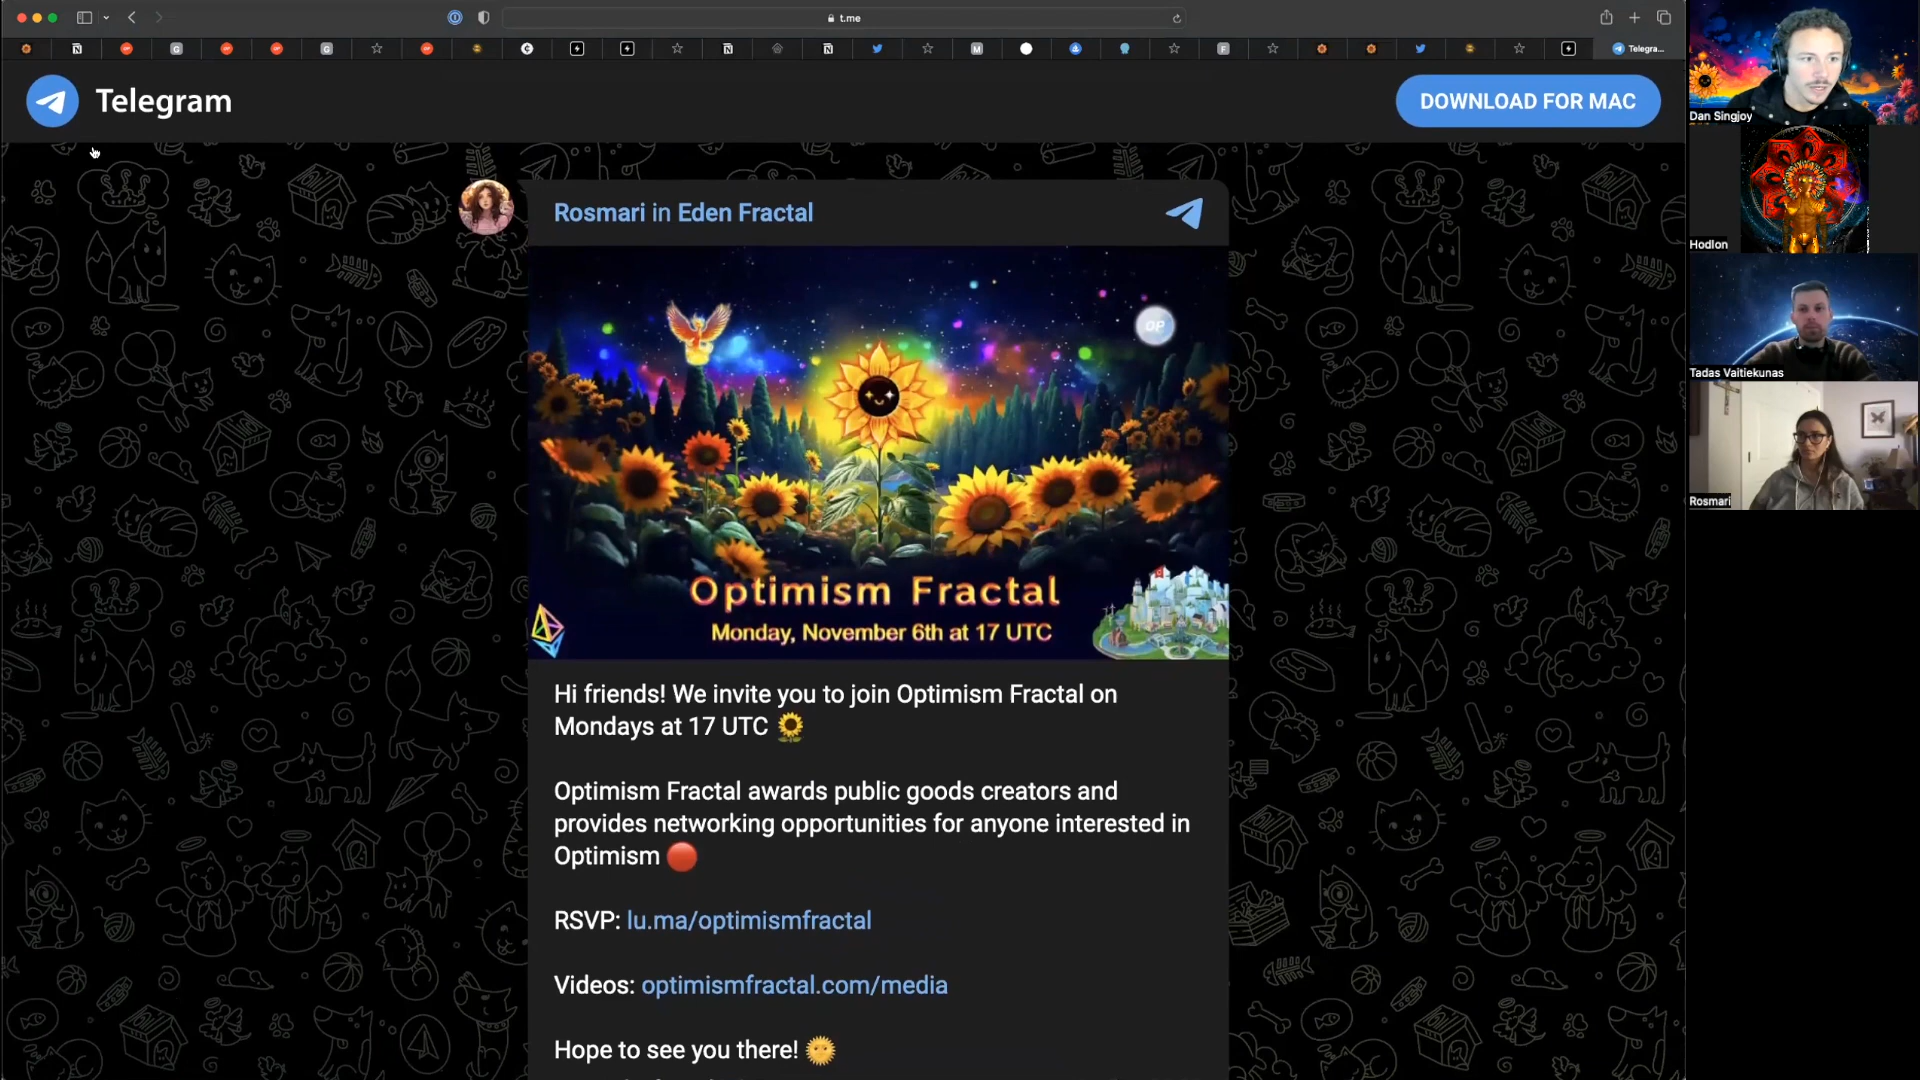 t.me
Telegra...
Telegram
DOWNLOAD FOR MAC
Rosmari in Eden Fractal
OP
Optimism Fractal
Monday, November 6th at 17 UTC
Hi friends! We invite you to join Optimism Fractal on
Mondays at 17 UTC 🌻
Optimism Fractal awards public goods creators and
provides networking opportunities for anyone interested in
Optimism 🔴
RSVP: lu.ma/optimismfractal
Videos: optimismfractal.com/media
Hope to see you there! 🌞
Dan Singjoy
Hodlon
Tadas Vaitiekunas
Rosmari